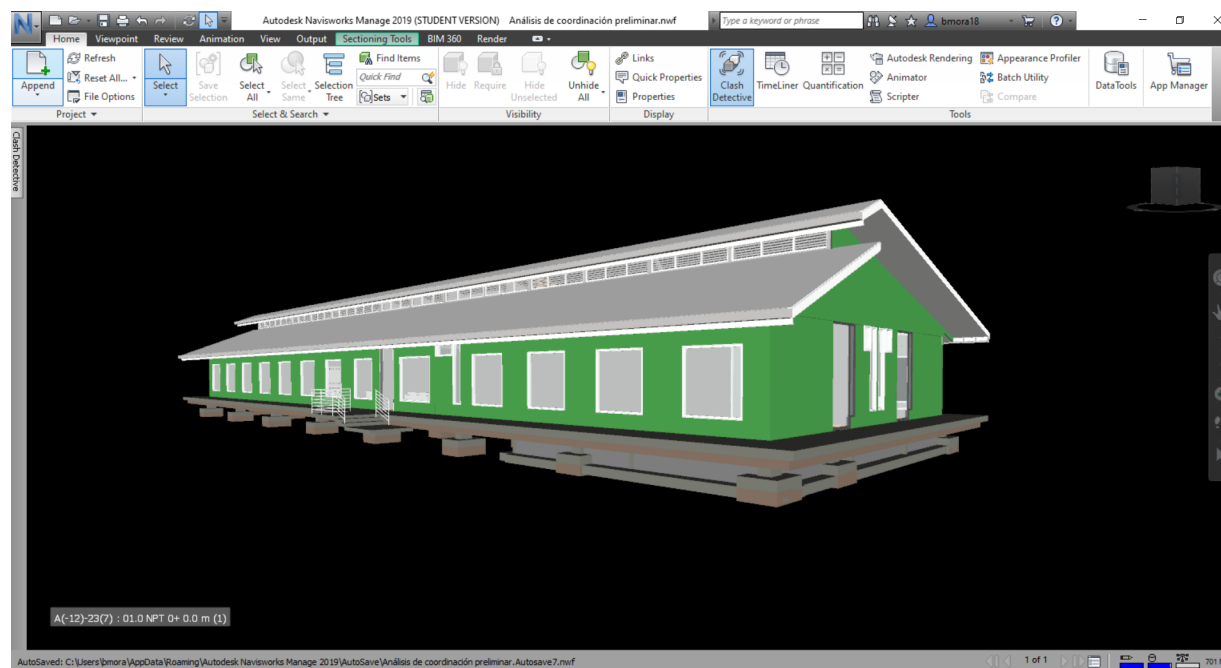 Autodesk Navisworks Manage 2019 (STUDENT VERSION) Análisis de coordinación preliminar.nwf
Type a keyword or phrase
bmora18
Home Viewpoint Review Animation View Output Sectioning Tools BIM 360 Render
Append
Refresh
Reset All...
File Options
Project
Select
Save Selection
Select All
Select Same
Selection Tree
Find Items
Quick Find
Sets
Select & Search
Hide
Require
Hide Unselected
Unhide All
Visibility
Links
Quick Properties
Properties
Display
Clash Detective
TimeLiner
Quantification
Autodesk Rendering
Animator
Scripter
Appearance Profiler
Batch Utility
Compare
Tools
DataTools
App Manager
Clash Detective
A(-12)-23(7) : 01.0 NPT 0+ 0.0 m (1)
AutoSaved: C:\Users\bmora\AppData\Roaming\Autodesk Navisworks Manage 2019\AutoSave\Análisis de coordinación preliminar.Autosave7.nwf
1 of 1